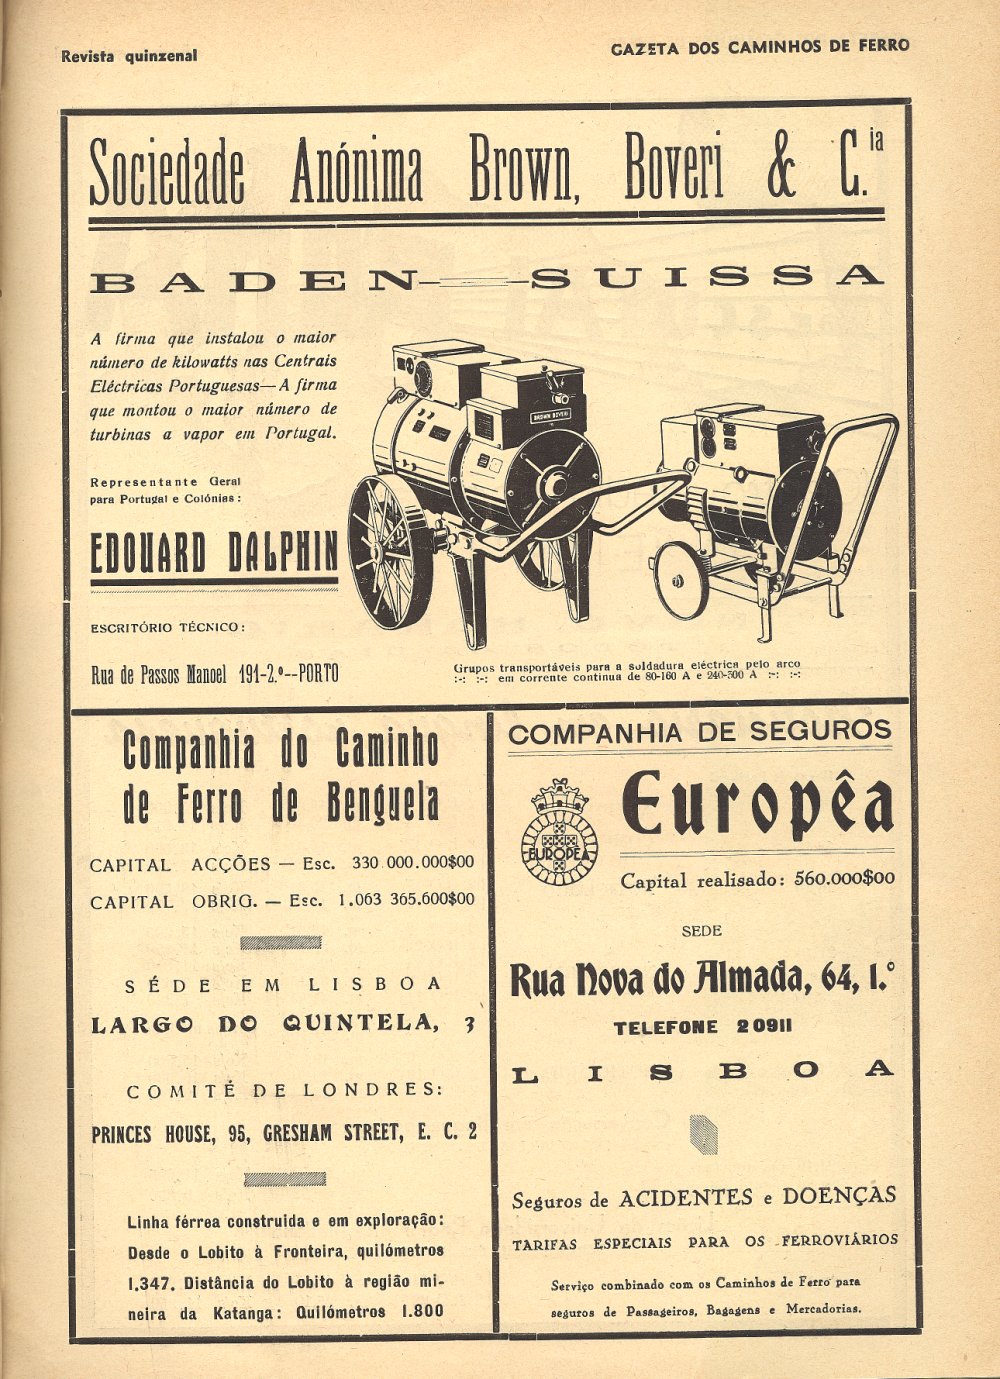 Revista quinzenal
GAZETA DOS CAMINHOS DE FERRO
Sociedade Anónima Brown, Boveri & C.ia
BADEN—SUISSA
A firma que instalou o maior
número de kilowatts nas Centrais
Eléctricas Portuguesas—A firma
que montou o maior número de
turbinas a vapor em Portugal.
Representante Geral
para Portugal e Colónias:
EDOUARD DALPHIN
ESCRITÓRIO TÉCNICO:
Rua de Passos Manoel 191-2.º--PORTO
BROWN BOVERI
Grupos transportáveis para a soldadura eléctrica pelo arco
:-: :-: em corrente continua de 80-160 A e 240-500 A :-: :-:
Companhia do Caminho
de Ferro de Benguela
CAPITAL ACÇÕES — Esc. 330 000.000$00
CAPITAL OBRIG. — Esc. 1.063 365.600$00
SÉDE EM LISBOA
LARGO DO QUINTELA, 3
COMITÉ DE LONDRES:
PRINCES HOUSE, 95, GRESHAM STREET, E. C. 2
Linha férrea construida e em exploração:
Desde o Lobito à Fronteira, quilómetros
1.347. Distância do Lobito à região mi-
neira da Katanga: Quilómetros 1.800
COMPANHIA DE SEGUROS
Europêa
EUROPEA
Capital realisado: 560.000$00
SEDE
Rua Nova do Almada, 64, 1.º
TELEFONE 20911
LISBOA
Seguros de ACIDENTES e DOENÇAS
TARIFAS ESPECIAIS PARA OS FERROVIÁRIOS
Serviço combinado com os Caminhos de Ferro para
seguros de Passageiros, Bagagens e Mercadorias.